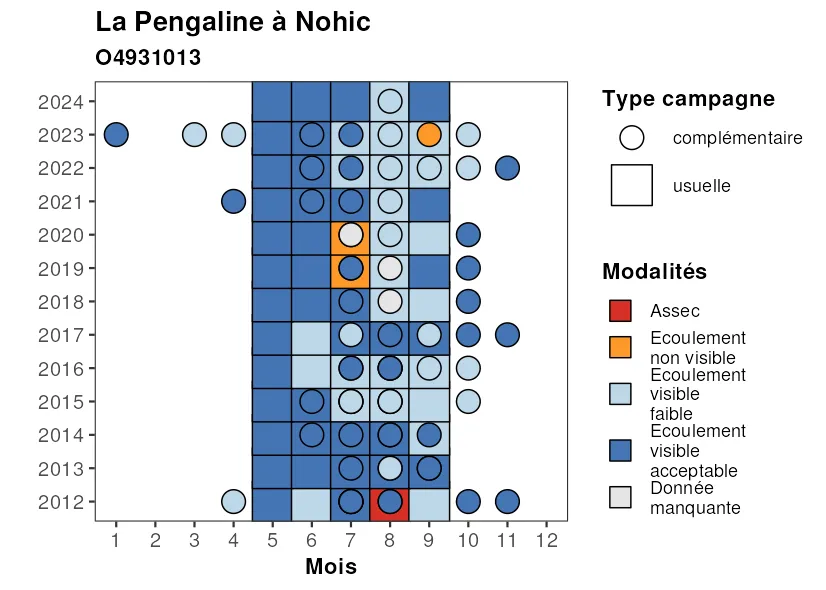 La Pengaline à Nohic
O4931013
2024
2023
2022
2021
2020
2019
2018
2017
2016
2015
2014
2013
2012
1 2 3 4 5 6 7 8 9 10 11 12
Mois
Type campagne
complémentaire
usuelle
Modalités
Assec
Ecoulement
non visible
Ecoulement
visible
faible
Ecoulement
visible
acceptable
Donnée
manquante